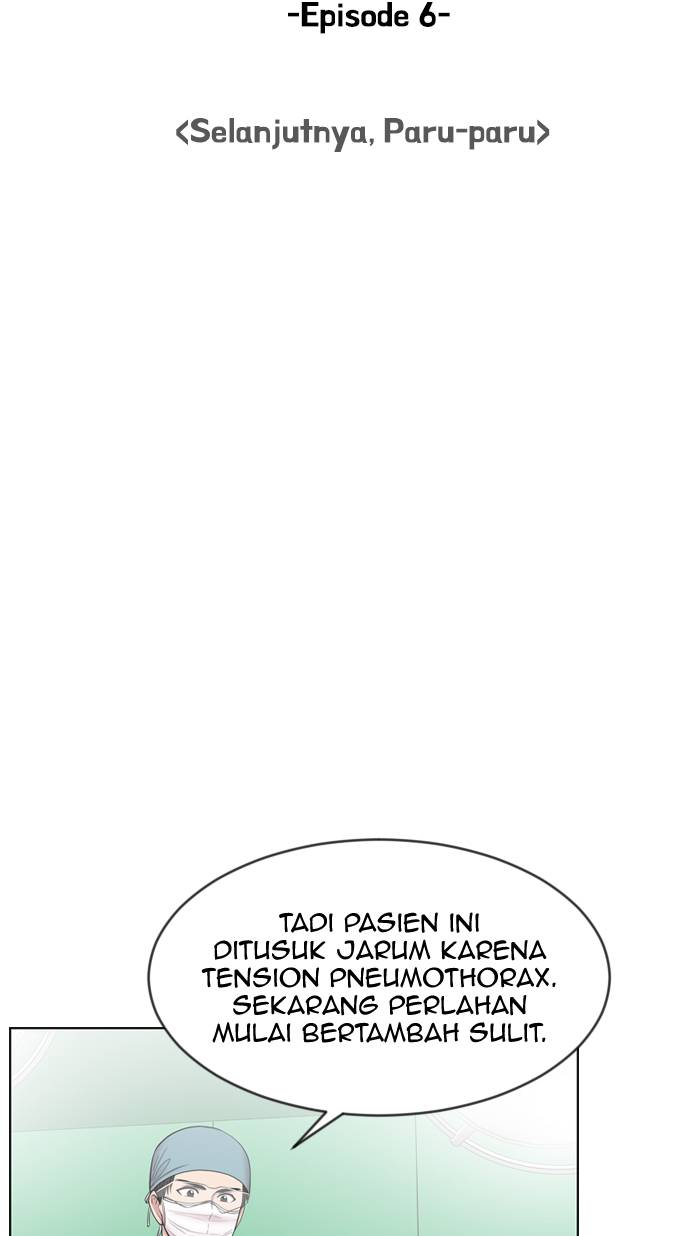 -Episode 6-
<Selanjutnya, Paru-paru>
TADI PASIEN INI
DITUSUK JARUM KARENA
TENSION PNEUMOTHORAX.
SEKARANG PERLAHAN
MULAI BERTAMBAH SULIT.